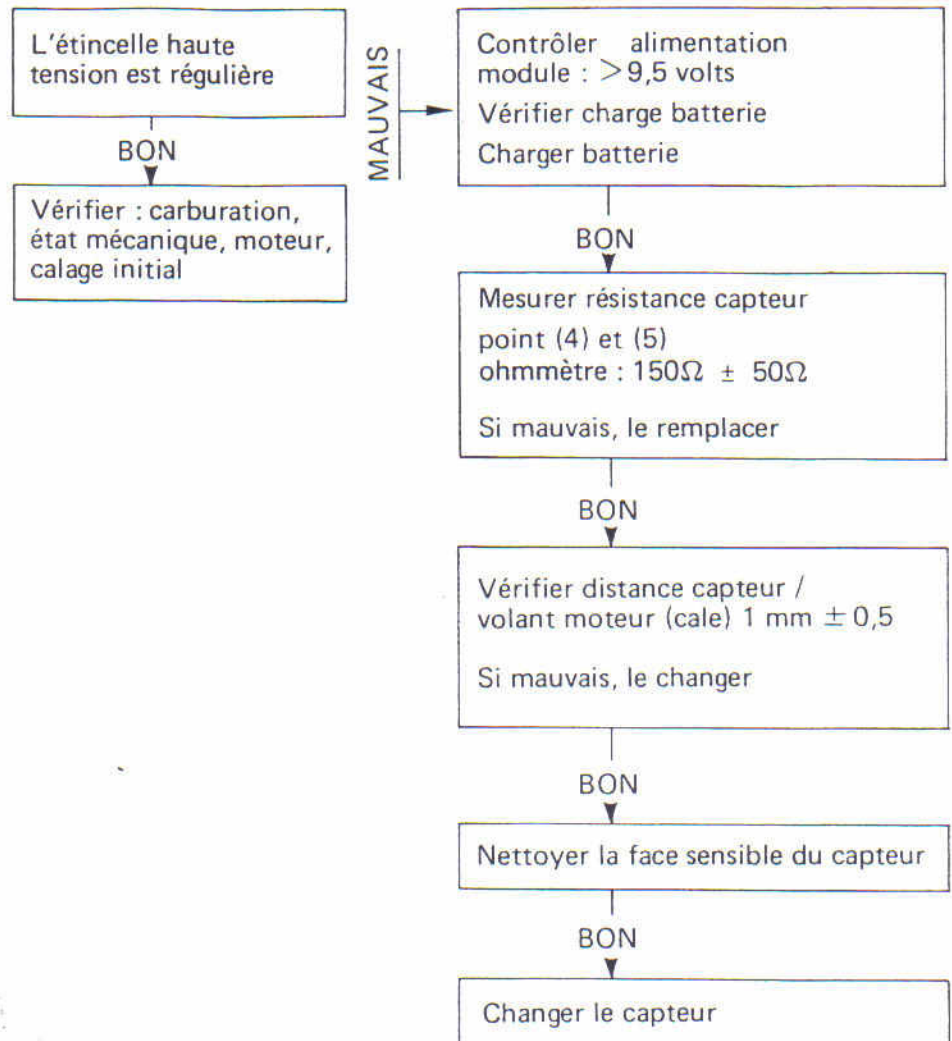 L'étincelle haute
tension est régulière
BON
Vérifier : carburation,
état mécanique, moteur,
calage initial
MAUVAIS
Contrôler alimentation
module : >9,5 volts
Vérifier charge batterie
Charger batterie
BON
Mesurer résistance capteur
point (4) et (5)
ohmmètre : 150Ω ± 50Ω
Si mauvais, le remplacer
BON
Vérifier distance capteur /
volant moteur (cale) 1 mm ± 0,5
Si mauvais, le changer
BON
Nettoyer la face sensible du capteur
BON
Changer le capteur